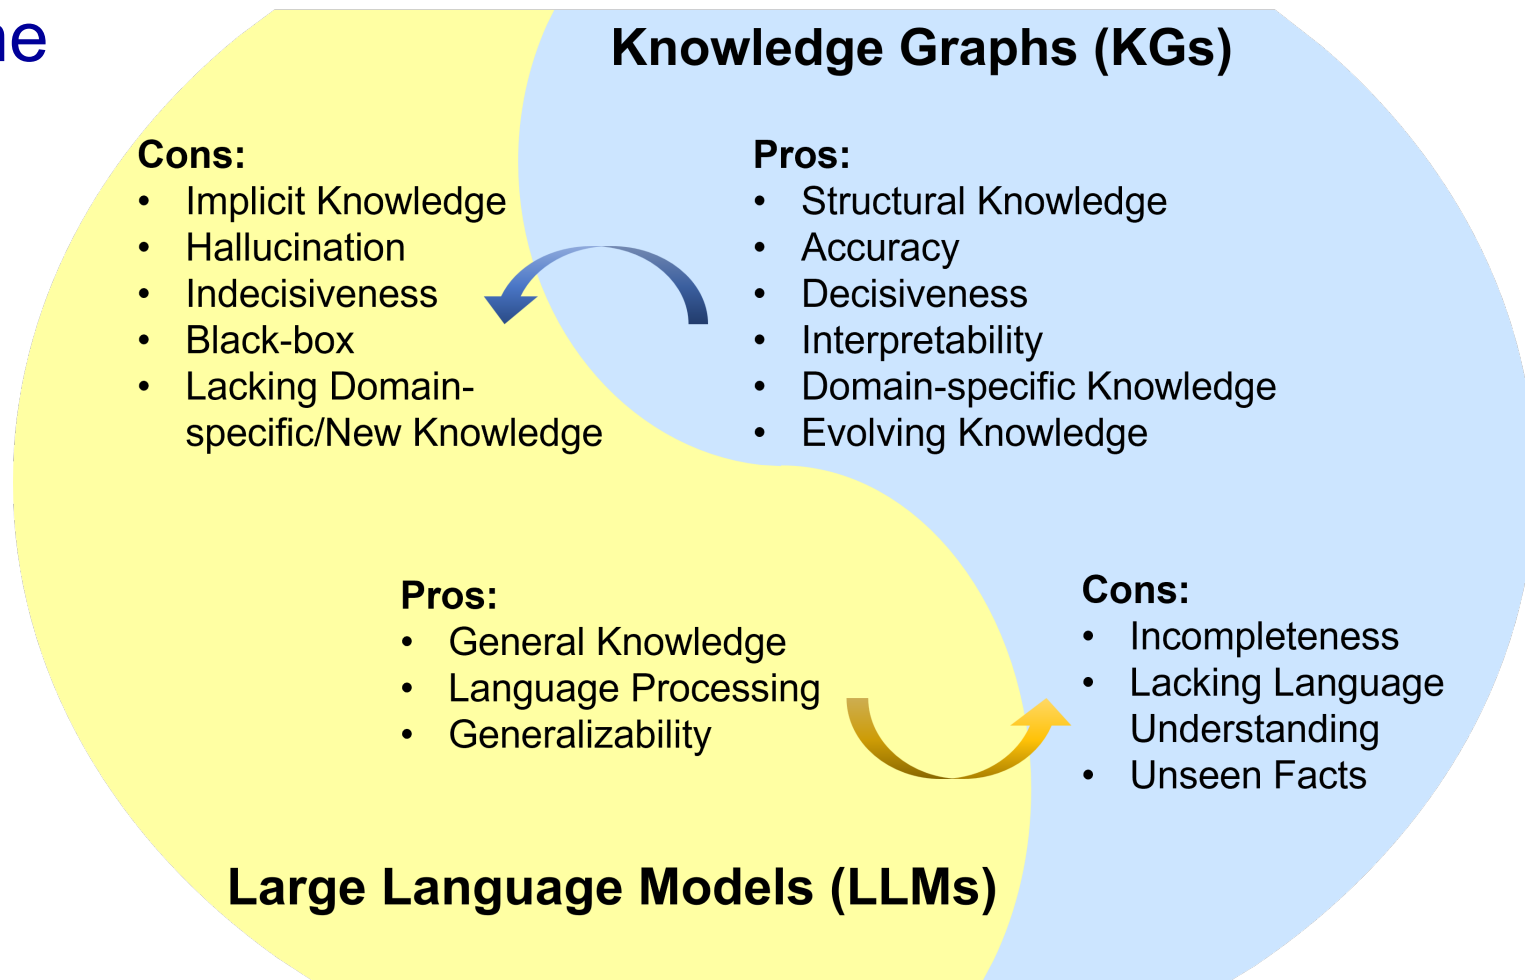 ne
Knowledge Graphs (KGs)
Cons:
• Implicit Knowledge
• Hallucination
• Indecisiveness
• Black-box
• Lacking Domain-
specific/New Knowledge
Pros:
• Structural Knowledge
• Accuracy
• Decisiveness
• Interpretability
• Domain-specific Knowledge
• Evolving Knowledge
Pros:
• General Knowledge
• Language Processing
• Generalizability
Cons:
• Incompleteness
• Lacking Language
Understanding
• Unseen Facts
Large Language Models (LLMs)